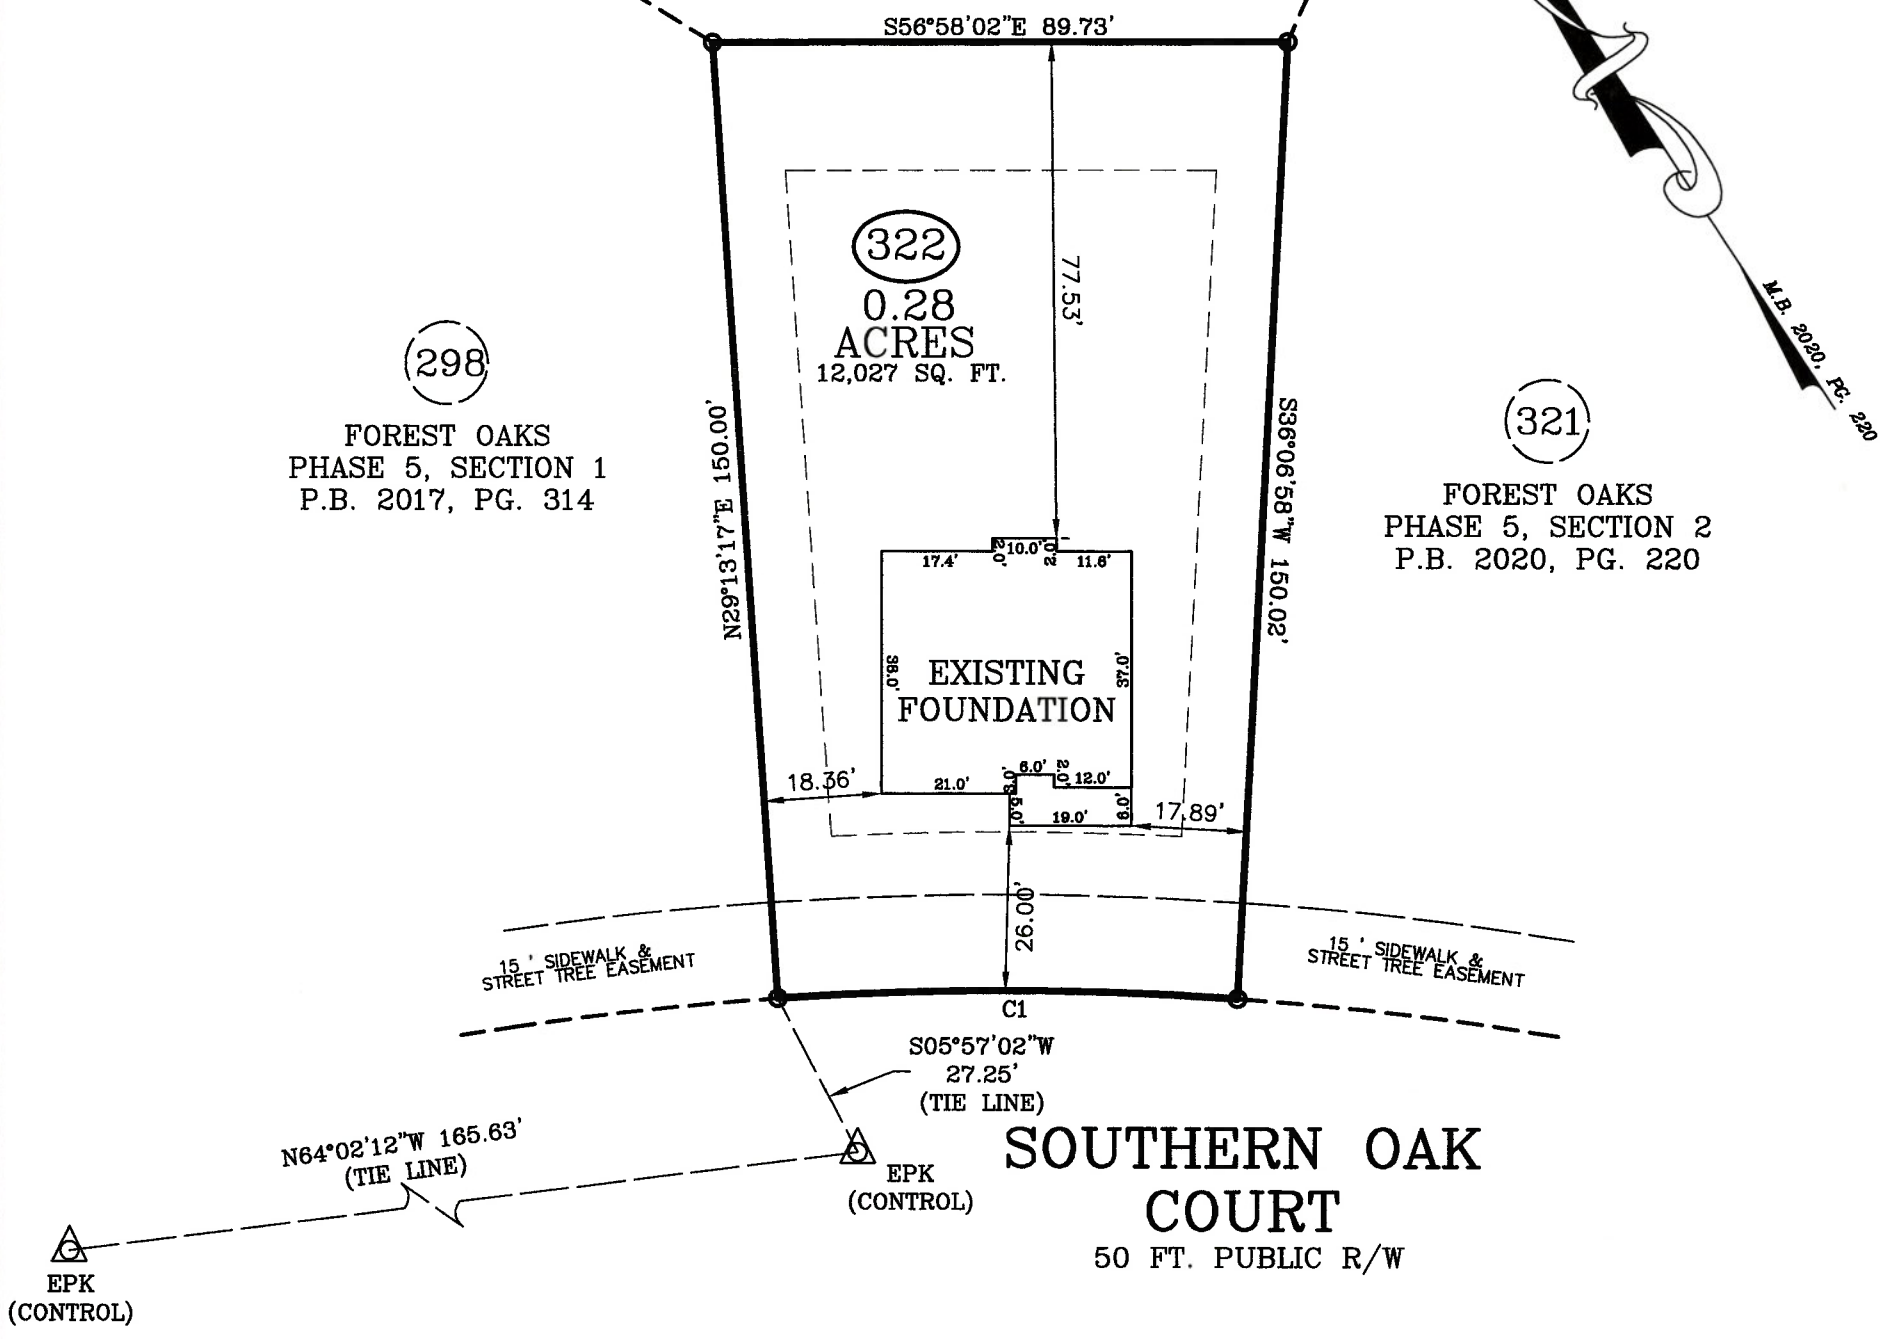 S56°58'02"E 89.73'
322
0.28
ACRES
12,027 SQ. FT.
77.53'
M.B. 2020, PG. 220
298
FOREST OAKS
PHASE 5, SECTION 1
P.B. 2017, PG. 314
N29°13'17"E 150.00'
S36°06'58"W 150.02'
321
FOREST OAKS
PHASE 5, SECTION 2
P.B. 2020, PG. 220
17.4'
2.0'
10.0'
2.0'
11.6'
38.0'
EXISTING
FOUNDATION
37.0'
18.36'
21.0'
3.0'
6.0'
2.0'
12.0'
5.0'
19.0'
6.0'
17.89'
26.00'
15 ' SIDEWALK &
STREET TREE EASEMENT
15 ' SIDEWALK &
STREET TREE EASEMENT
C1
S05°57'02"W
27.25'
(TIE LINE)
N64°02'12"W 165.63'
(TIE LINE)
EPK
(CONTROL)
SOUTHERN OAK
COURT
50 FT. PUBLIC R/W
EPK
(CONTROL)